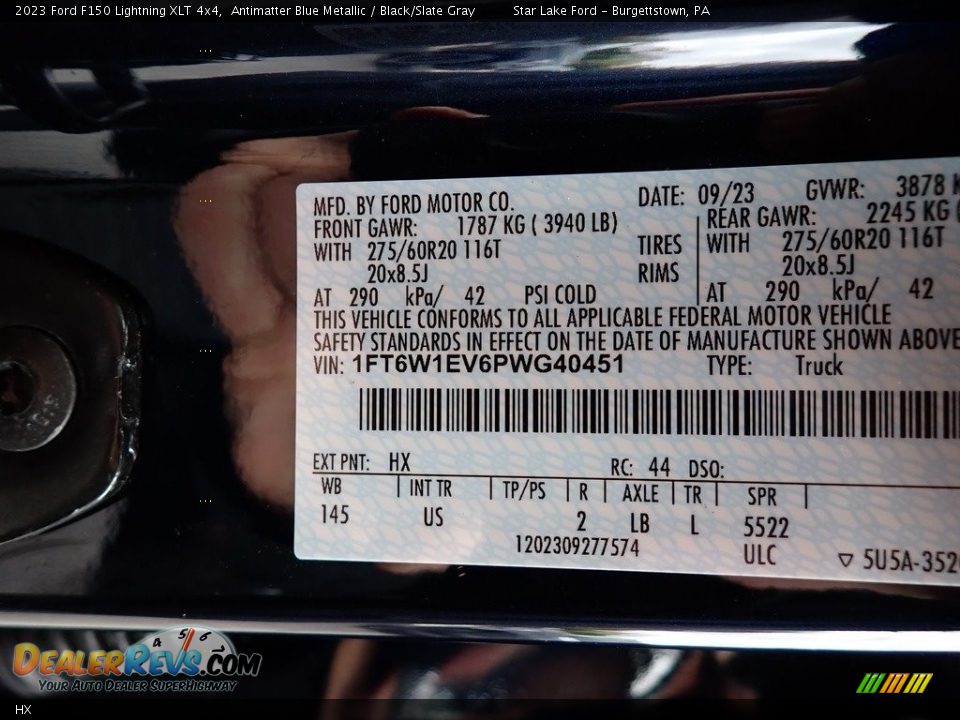 2023 Ford F150 Lightning XLT 4x4, Antimatter Blue Metallic / Black/Slate Gray Star Lake Ford - Burgettstown, PA
MFD. BY FORD MOTOR CO. DATE: 09/23 GVWR: 3878 K
FRONT GAWR: 1787 KG ( 3940 LB) REAR GAWR: 2245 KG (
WITH 275/60R20 116T TIRES WITH 275/60R20 116T
20x8.5J RIMS 20x8.5J
AT 290 kPa/ 42 PSI COLD AT 290 kPa/ 42
THIS VEHICLE CONFORMS TO ALL APPLICABLE FEDERAL MOTOR VEHICLE
SAFETY STANDARDS IN EFFECT ON THE DATE OF MANUFACTURE SHOWN ABOVE
VIN: 1FT6W1EV6PWG40451 TYPE: Truck
EXT PNT: HX RC: 44 DSO:
WB INT TR TP/PS R AXLE TR SPR
145 US 2 LB L 5522
1202309277574 ULC ▽ 5U5A-3520
4 5 6
DealerRevs.com
Your Auto Dealer SuperHighway
HX